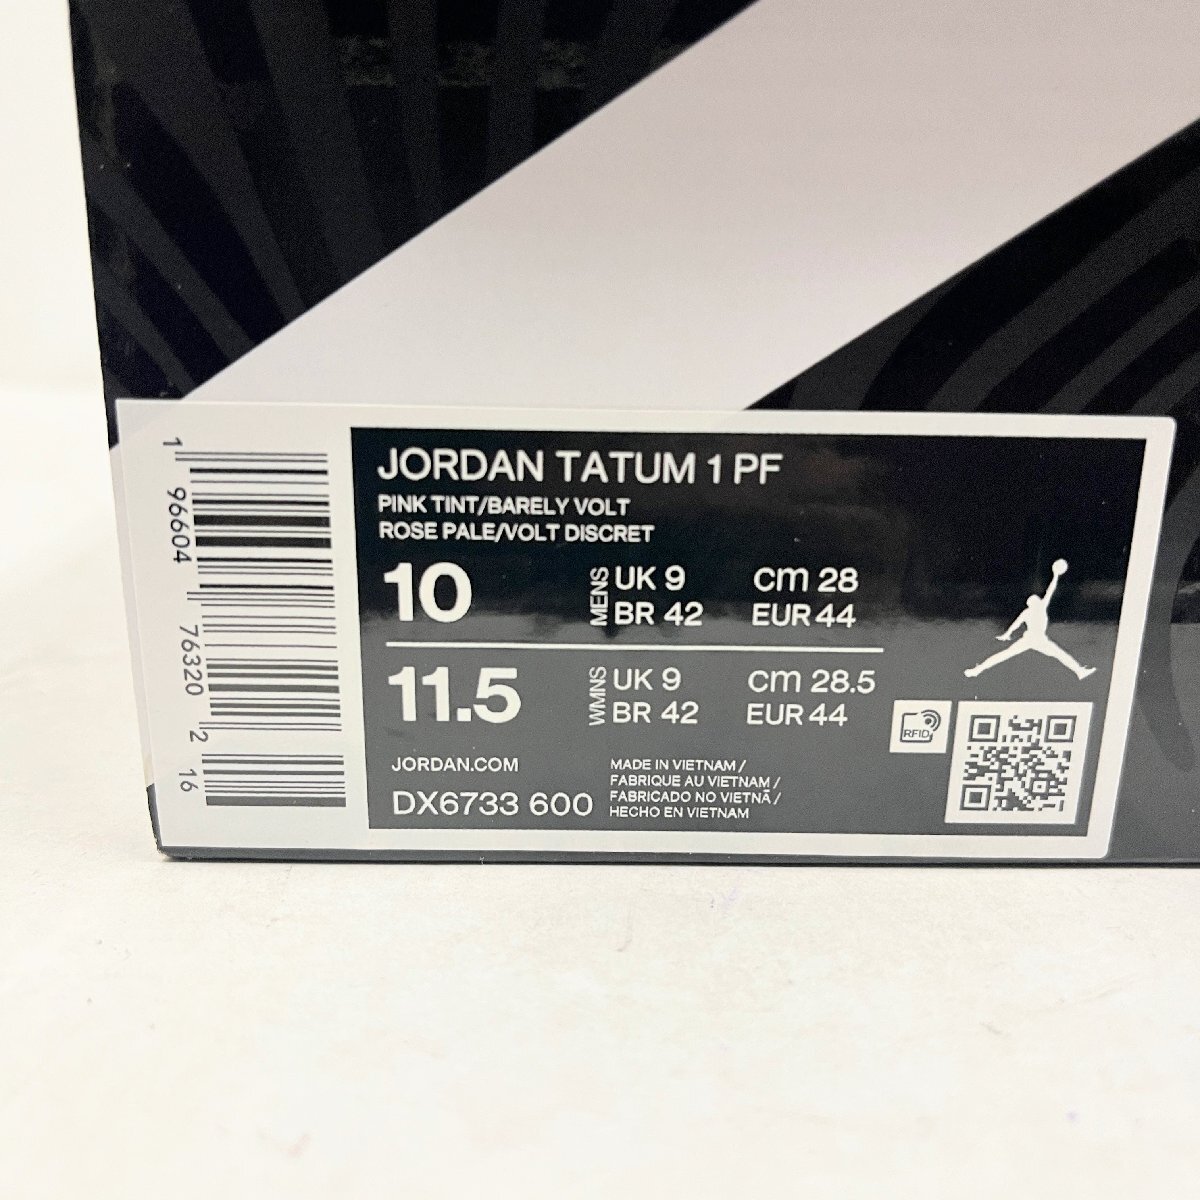 1 96604 76320 2 16
JORDAN TATUM 1 PF
PINK TINT/BARELY VOLT
ROSE PALE/VOLT DISCRET
10 MENS UK 9 cm 28
BR 42 EUR 44
11.5 WMNS UK 9 cm 28.5
BR 42 EUR 44
RFID
JORDAN.COM
DX6733 600
MADE IN VIETNAM /
FABRIQUE AU VIETNAM /
FABRICADO NO VIETNÃ /
HECHO EN VIETNAM